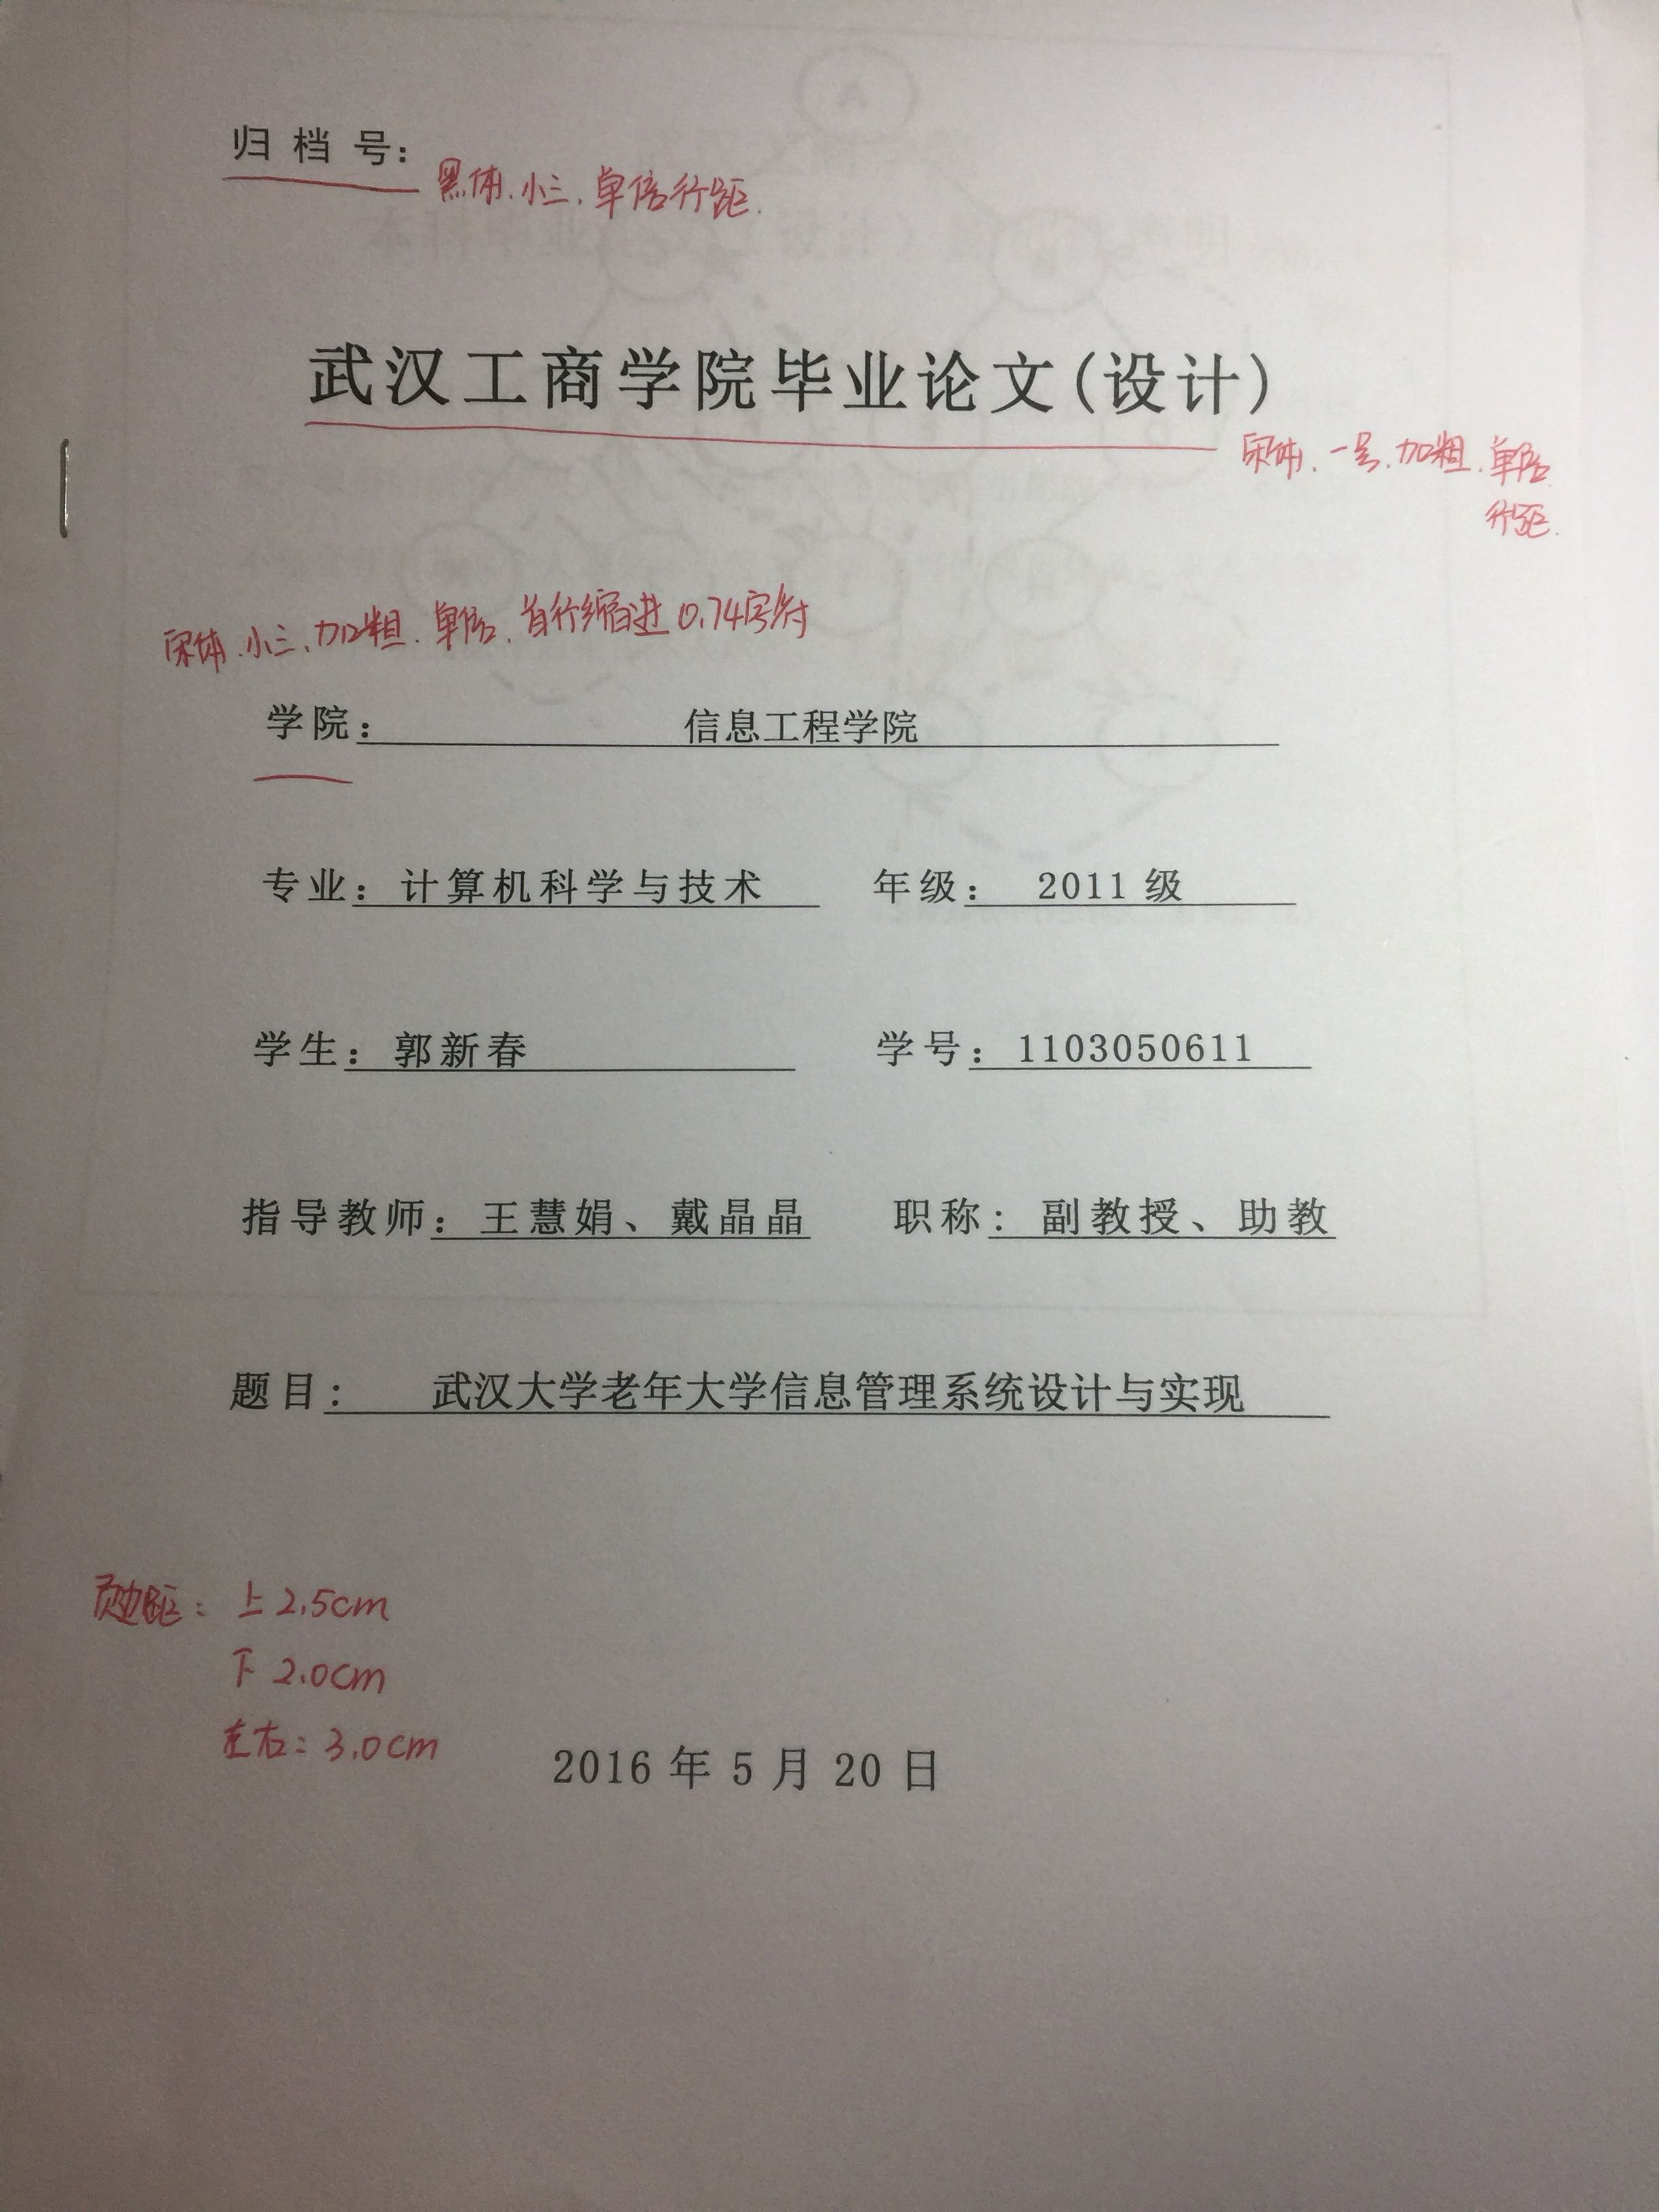 归 档 号：
黑体、小三、单倍行距.
武汉工商学院毕业论文(设计)
宋体、一号、加粗、单倍
行距.
宋体、小三、加粗、单倍、首行缩进0.74字符
学院： 信息工程学院
专业： 计算机科学与技术 年级： 2011 级
学生： 郭新春 学号： 1103050611
指导教师： 王慧娟、戴晶晶 职称： 副教授、助教
题目： 武汉大学老年大学信息管理系统设计与实现
页边距： 上 2.5cm
下 2.0cm
左右：3.0cm
2016 年 5 月 20 日